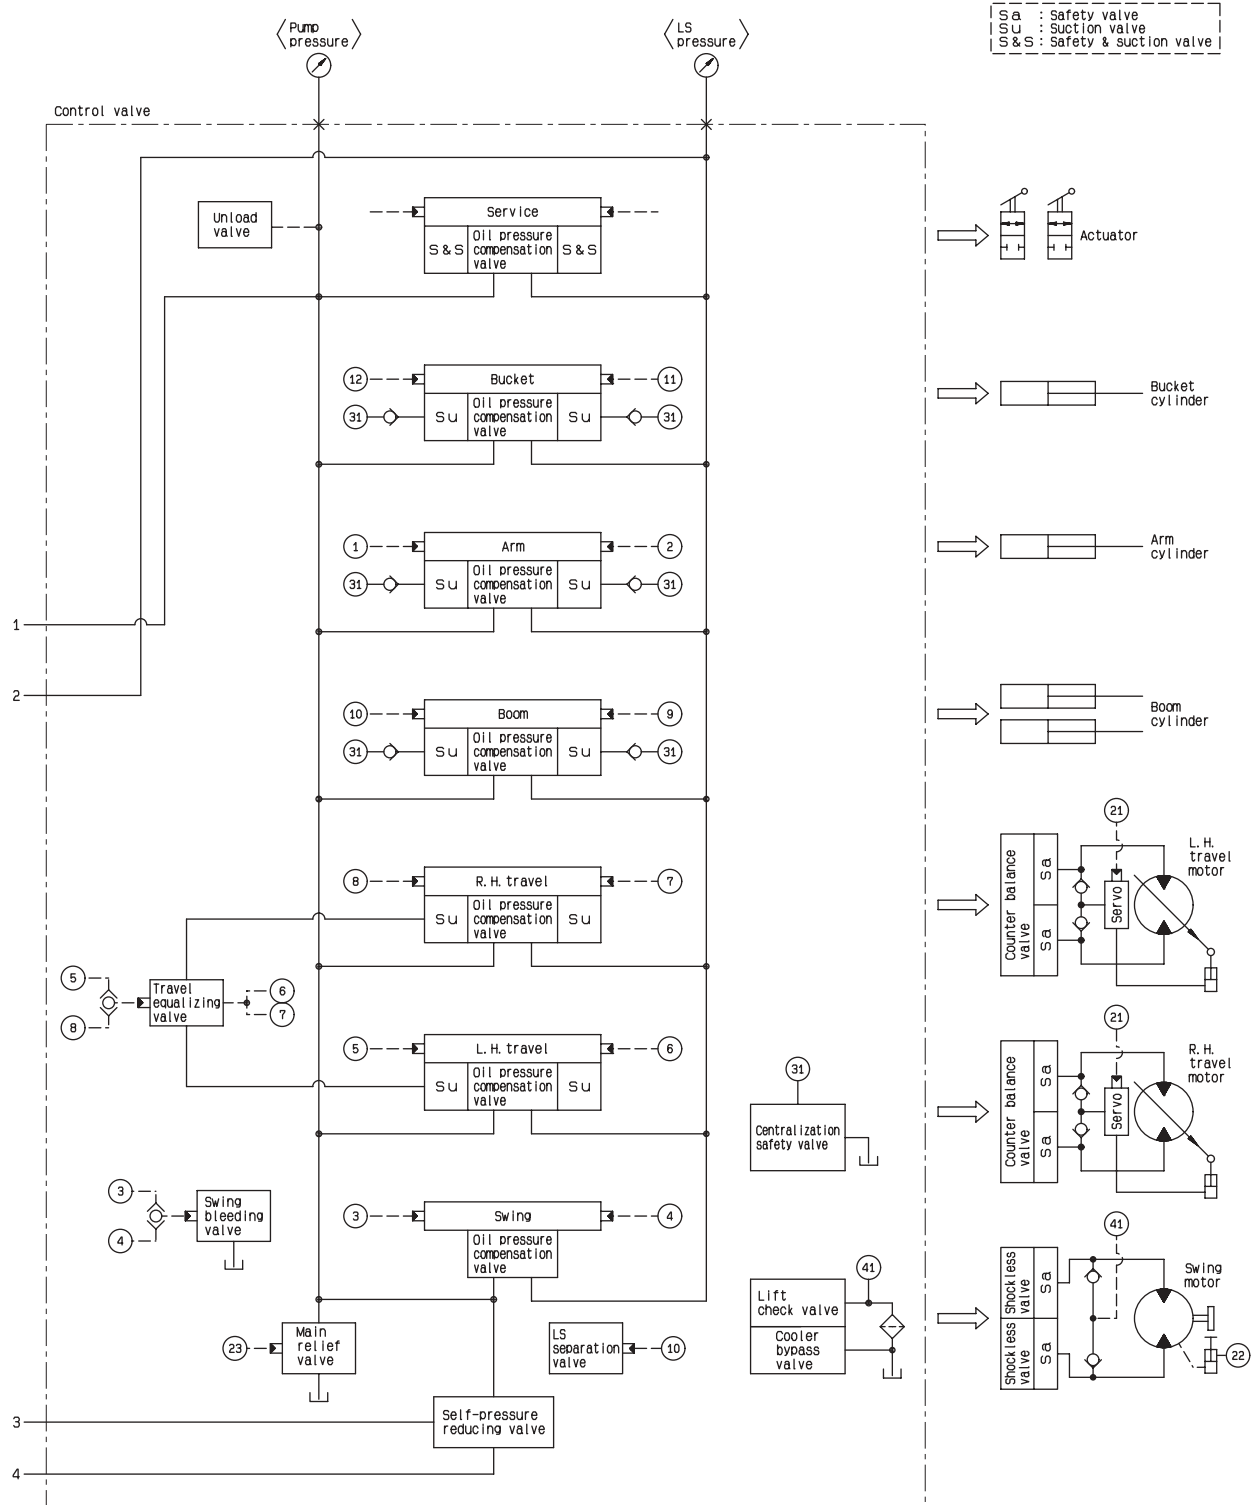 Pump
pressure
LS
pressure
Sa : Safety valve
Su : Suction valve
S&S : Safety & suction valve
Control valve
Unload
valve
Service
S&S
Oil pressure
compensation
valve
S&S
Actuator
12
Bucket
11
31
Su
Oil pressure
compensation
valve
Su
31
Bucket
cylinder
1
Arm
2
31
Su
Oil pressure
compensation
valve
Su
31
Arm
cylinder
1
2
10
Boom
9
31
Su
Oil pressure
compensation
valve
Su
31
Boom
cylinder
8
R.H. travel
7
Su
Oil pressure
compensation
valve
Su
21
Counter balance
valve
Sa
Sa
Servo
L.H.
travel
motor
5
8
Travel
equalizing
valve
6
7
5
L.H. travel
6
Su
Oil pressure
compensation
valve
Su
31
Centralization
safety valve
21
Counter balance
valve
Sa
Sa
Servo
R.H.
travel
motor
3
4
Swing
bleeding
valve
3
Swing
4
Oil pressure
compensation
valve
41
Lift
check valve
Cooler
bypass
valve
41
Shockless
valve
Shockless
valve
Sa
Sa
Swing
motor
22
23
Main
relief
valve
LS
separation
valve
10
3
Self-pressure
reducing valve
4